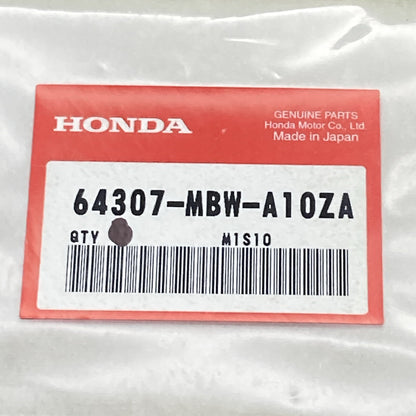 HONDA
GENUINE PARTS
Honda Motor Co., Ltd.
Made in Japan
64307-MBW-A10ZA
QTY
M1S10